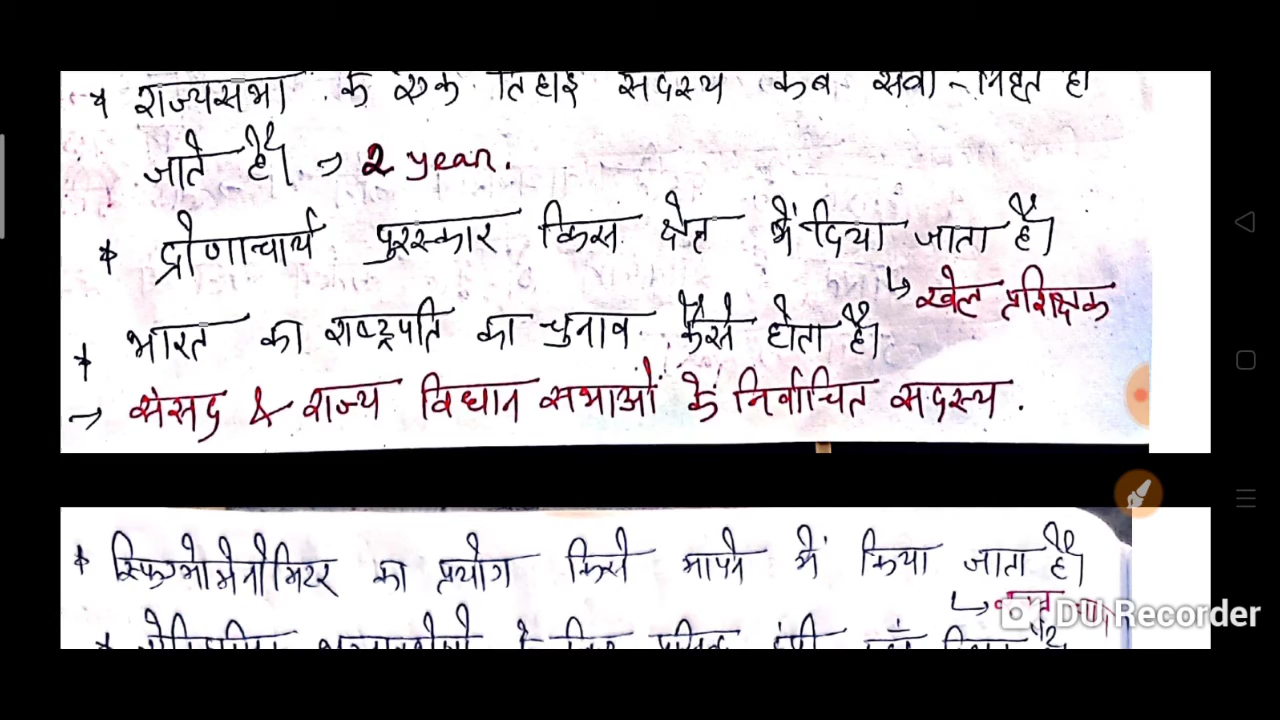 * राज्यसभा के एक तिहाई सदस्य कब सेवा-निवृत हो
जाते है। → 2 year.
* द्रोणाचार्य पुरस्कार किस क्षेत्र में दिया जाता है।
↳ खेल प्रशिक्षक
* भारत का राष्ट्रपति का चुनाव कैसे होता है।
→ संसद & राज्य विधान सभाओं के निर्वाचित सदस्य.
* स्फिग्मोमेनोमिटर का प्रयोग किसे मापने में किया जाता है।
DU Recorder